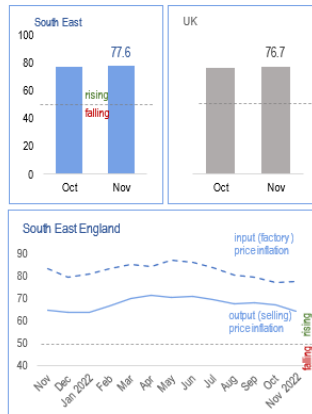 South East
100
80
60
40
20
0
77.6
rising
falling
Oct Nov
UK
76.7
Oct Nov
South East England
90
80
70
60
50
40
input (factory)
price inflation
output (selling)
price inflation
rising
falling
Nov
Dec
Jan 2022
Feb
Mar
Apr
May
Jun
Jul
Aug
Sep
Oct
Nov 2022